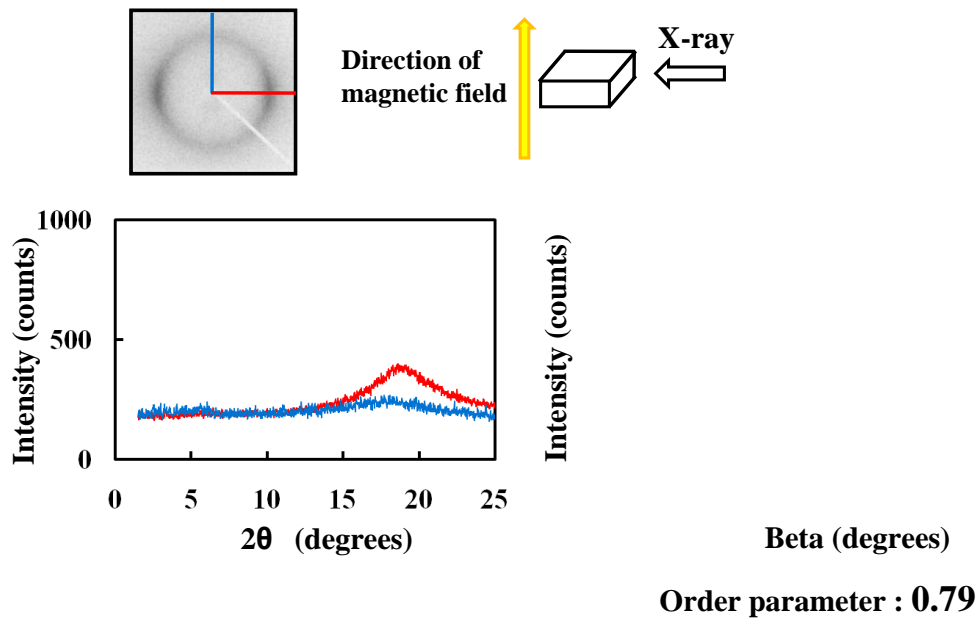 Direction of
magnetic field
X-ray
1000
500
0
Intensity (counts)
0 5 10 15 20 25
2θ (degrees)
Intensity (counts)
Beta (degrees)
Order parameter : 0.79